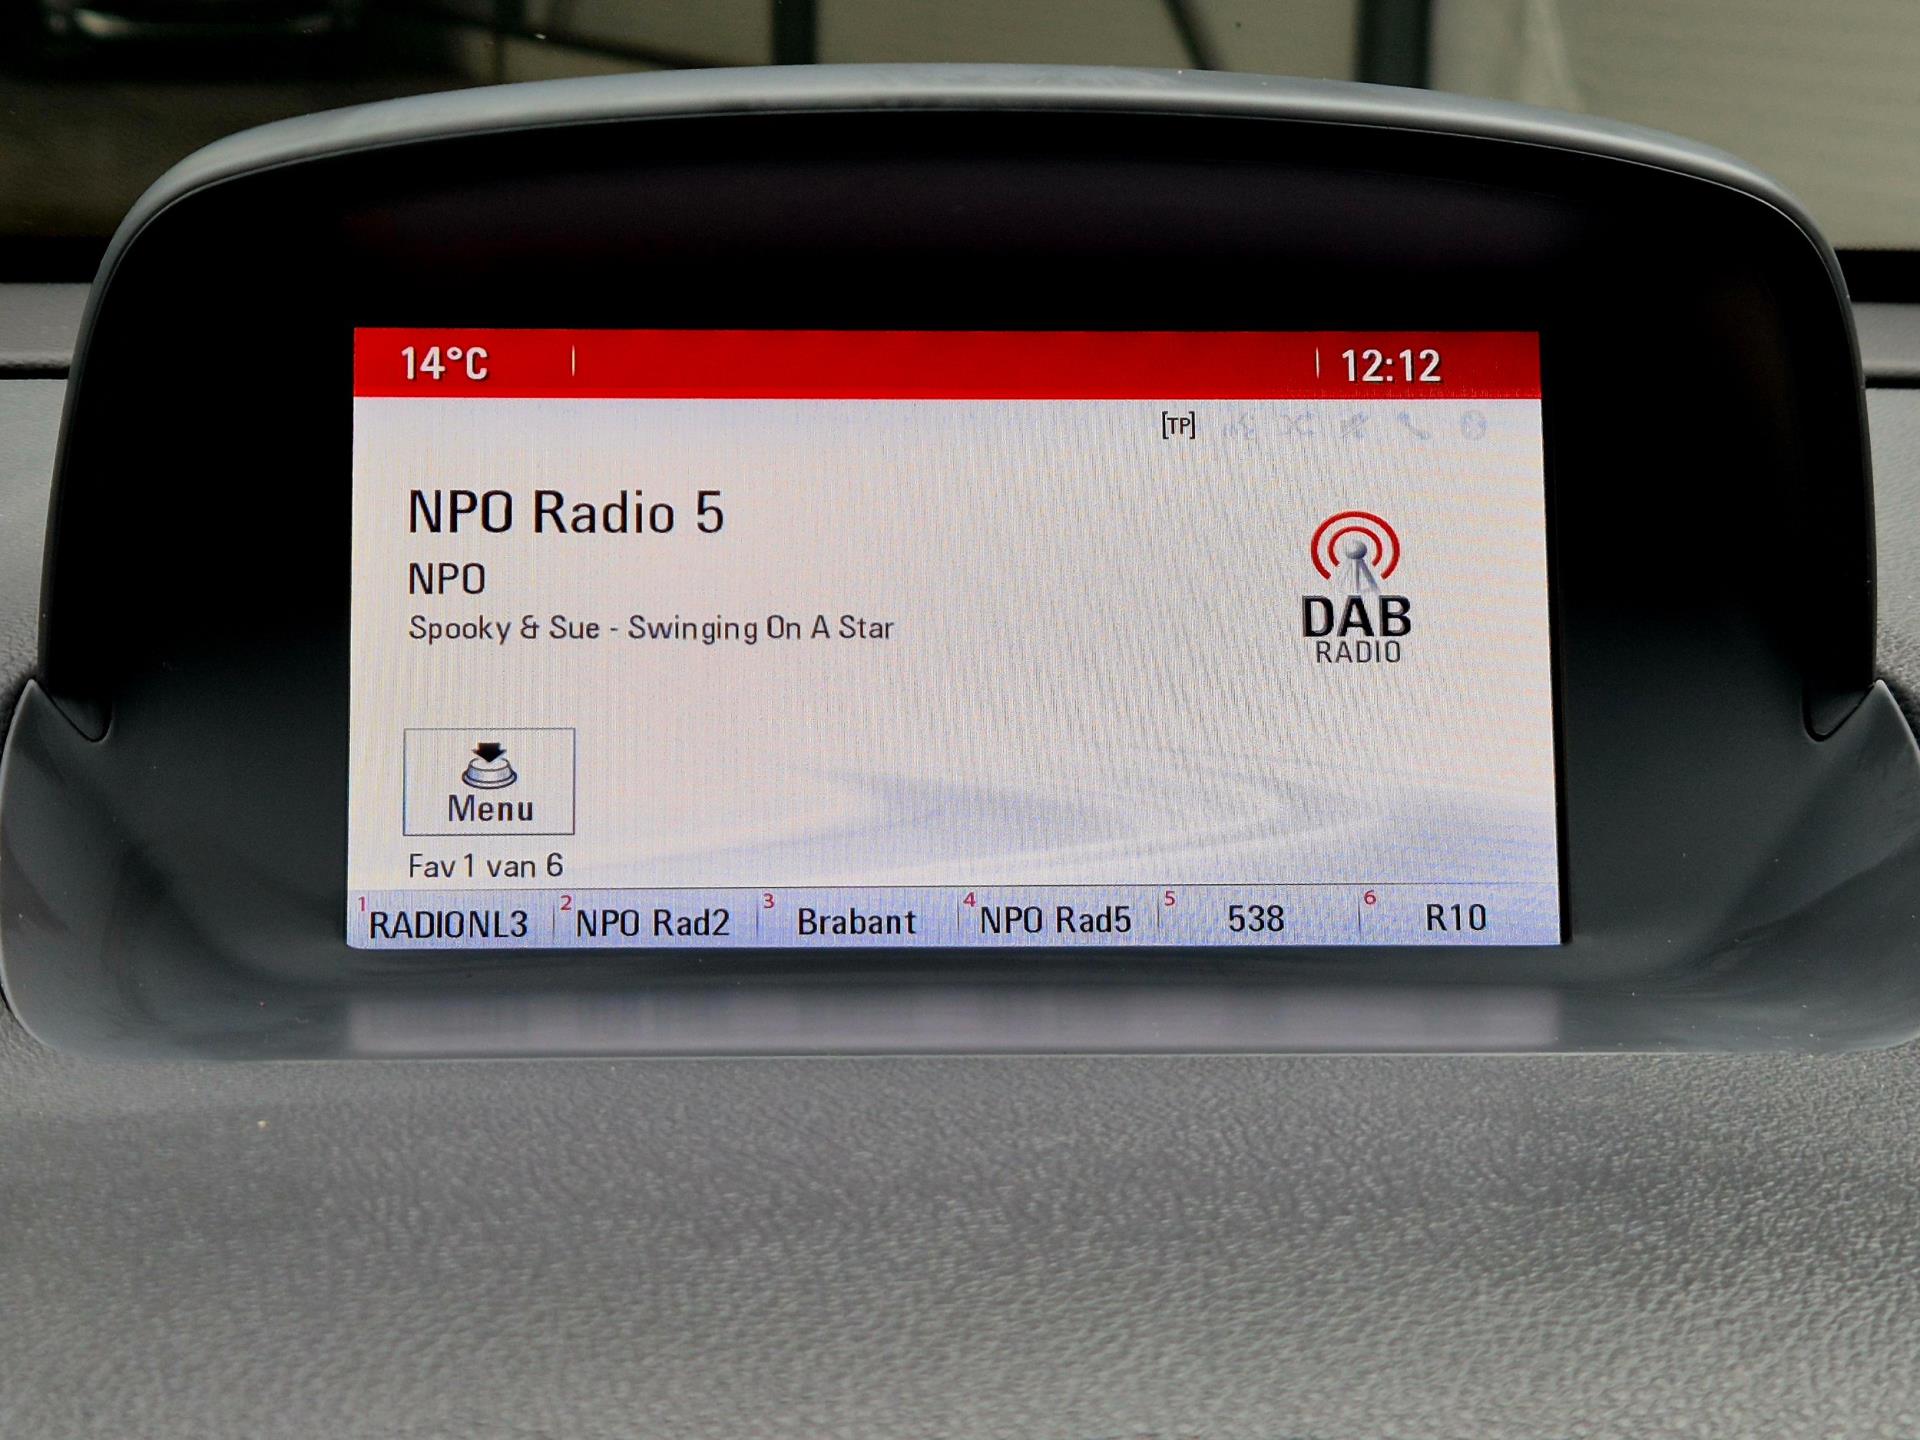 14°C
12:12
[TP]
NPO Radio 5
NPO
Spooky & Sue - Swinging On A Star
DAB
RADIO
Menu
Fav 1 van 6
1 RADIONL3 2 NPO Rad2 3 Brabant 4 NPO Rad5 5 538 6 R10